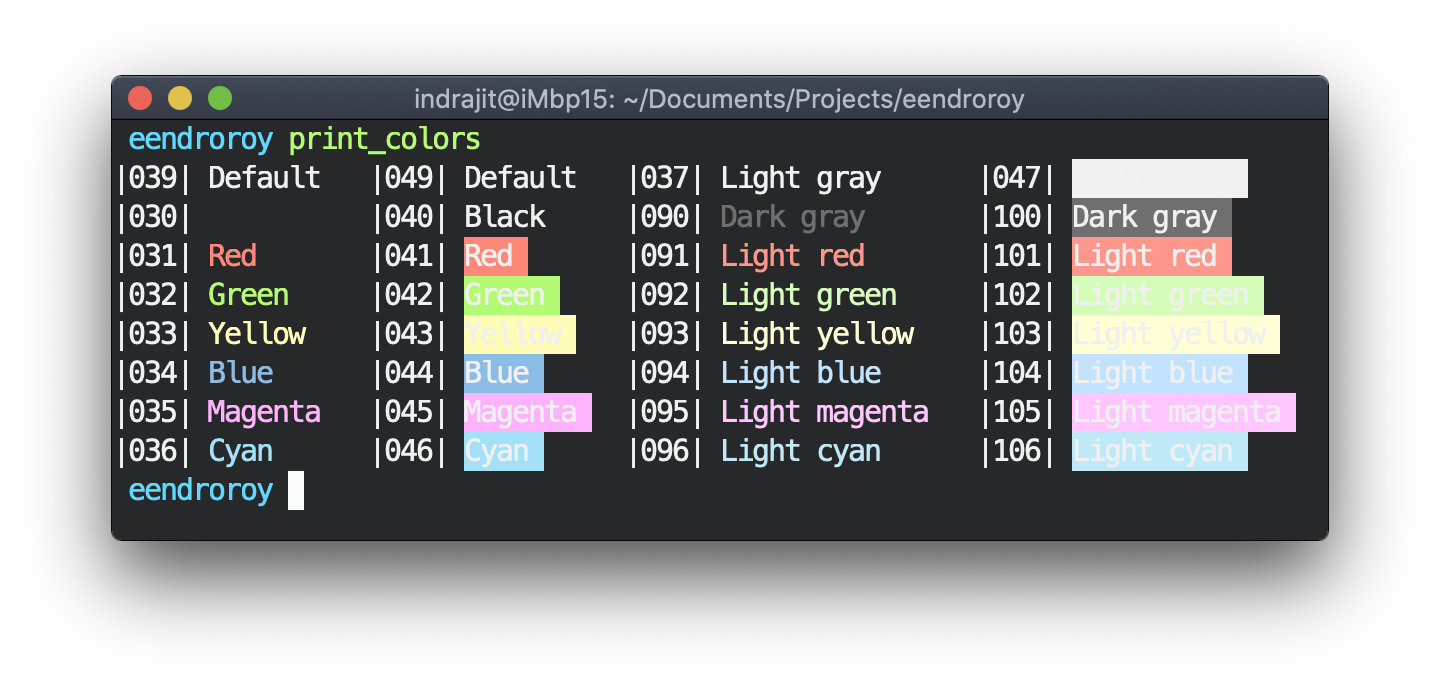 indrajit@iMbp15: ~/Documents/Projects/eendroroy
eendroroy print_colors
|039| Default |049| Default |037| Light gray |047|
|030| |040| Black |090| Dark gray |100| Dark gray
|031| Red |041| Red |091| Light red |101| Light red
|032| Green |042| Green |092| Light green |102| Light green
|033| Yellow |043| Yellow |093| Light yellow |103| Light yellow
|034| Blue |044| Blue |094| Light blue |104| Light blue
|035| Magenta |045| Magenta |095| Light magenta |105| Light magenta
|036| Cyan |046| Cyan |096| Light cyan |106| Light cyan
eendroroy